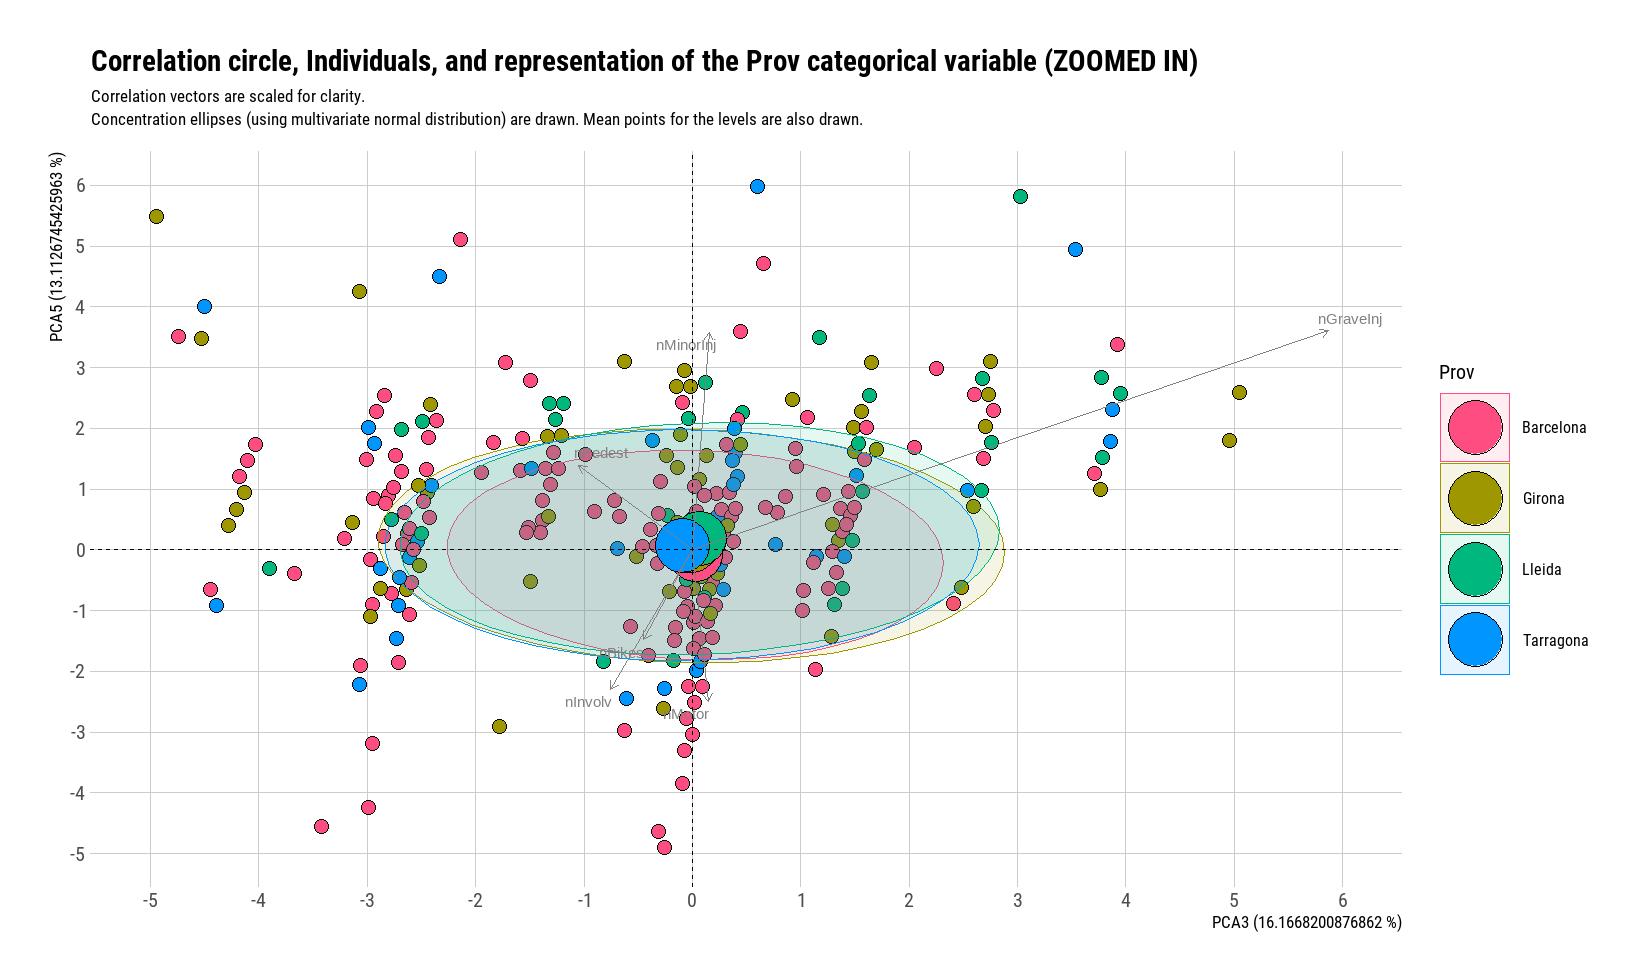 Correlation circle, Individuals, and representation of the Prov categorical variable (ZOOMED IN)
Correlation vectors are scaled for clarity.
Concentration ellipses (using multivariate normal distribution) are drawn. Mean points for the levels are also drawn.
PCA5 (13.1126745425963 %)
6
5
4
3
2
1
0
-1
-2
-3
-4
-5
nGraveInj
nMinorInj
nBikes
nInvolv
-5
-4
-3
-2
-1
0
1
2
3
4
5
6
PCA3 (16.1668200876862 %)
Prov
Barcelona
Girona
Lleida
Tarragona